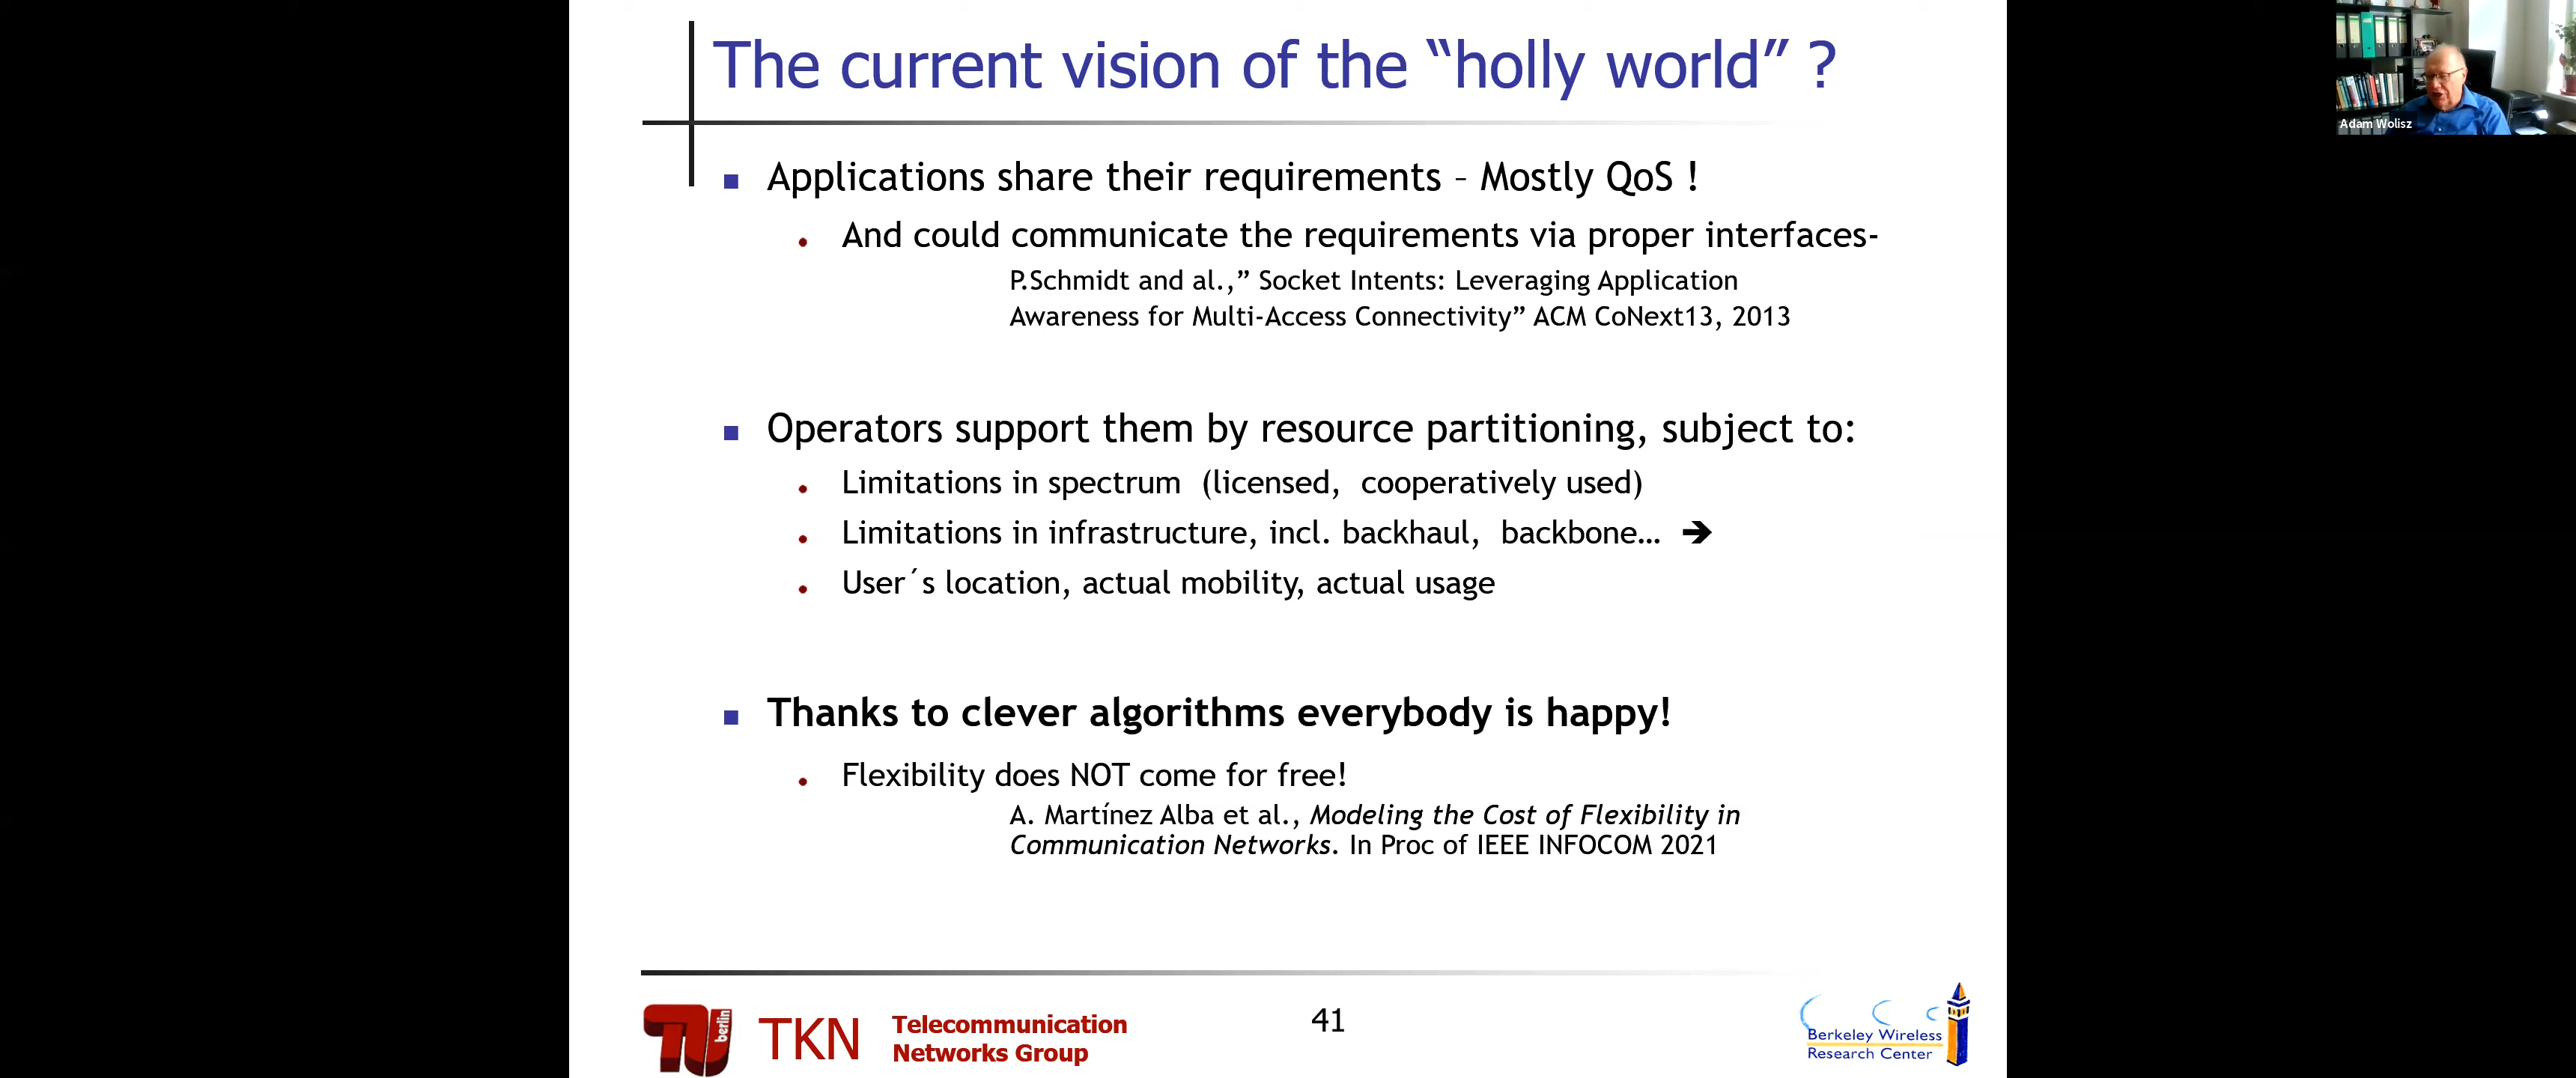 The current vision of the “holly world” ?
Adam Wolisz
Applications share their requirements – Mostly QoS !
And could communicate the requirements via proper interfaces-
P.Schmidt and al.,” Socket Intents: Leveraging Application
Awareness for Multi-Access Connectivity” ACM CoNext13, 2013
Operators support them by resource partitioning, subject to:
Limitations in spectrum (licensed, cooperatively used)
Limitations in infrastructure, incl. backhaul, backbone… ➔
User´s location, actual mobility, actual usage
Thanks to clever algorithms everybody is happy!
Flexibility does NOT come for free!
A. Martínez Alba et al., Modeling the Cost of Flexibility in
Communication Networks. In Proc of IEEE INFOCOM 2021
TU berlin
TKN
Telecommunication
Networks Group
41
Berkeley Wireless
Research Center